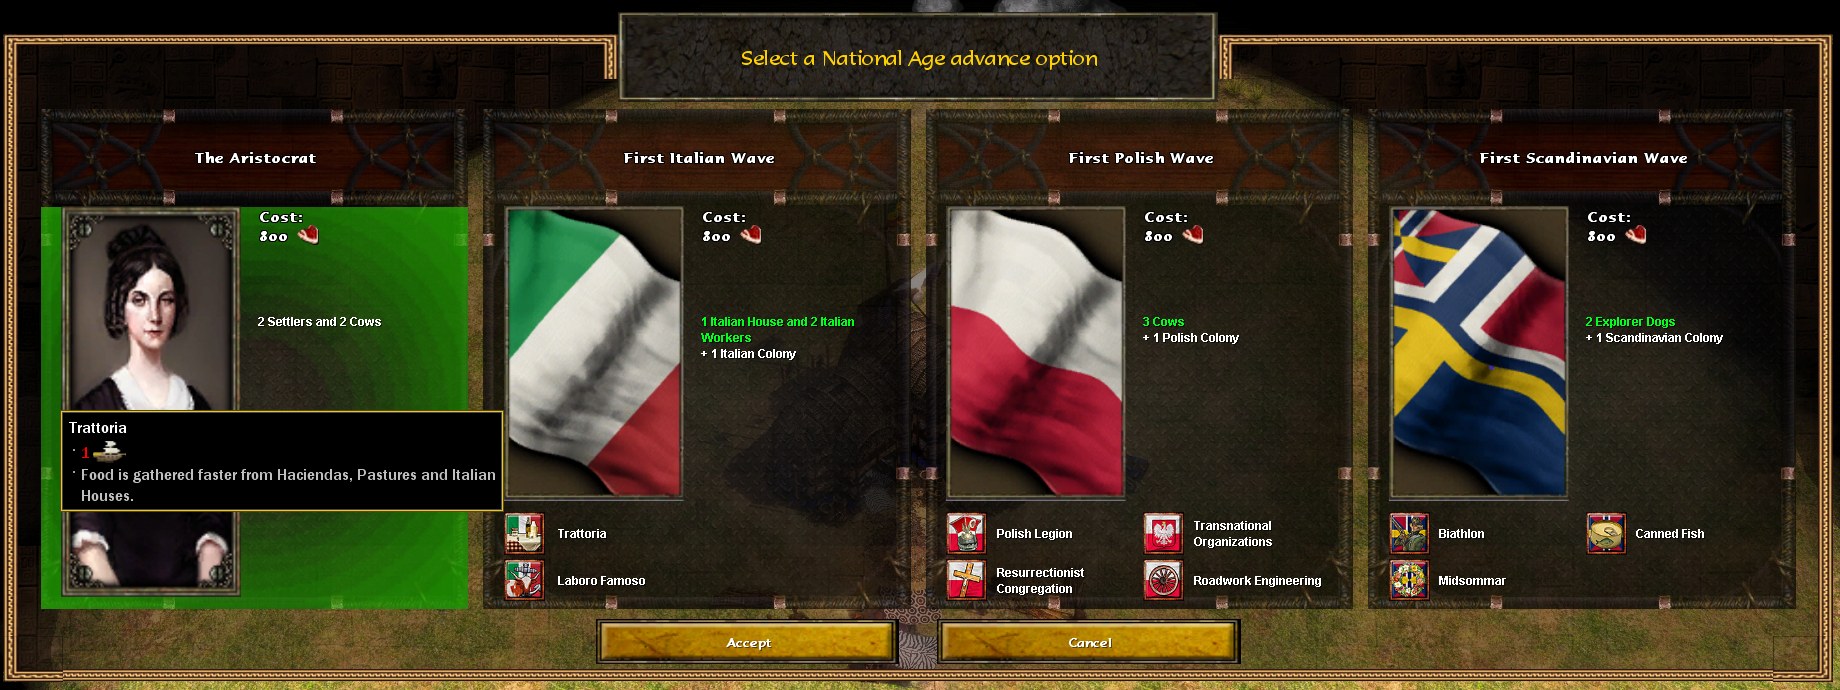 Select a National Age advance option
The Aristocrat
Cost:
800
2 Settlers and 2 Cows
Trattoria
· 1
· Food is gathered faster from Haciendas, Pastures and Italian
Houses.
First Italian Wave
Cost:
800
1 Italian House and 2 Italian
Workers
+ 1 Italian Colony
Trattoria
Laboro Famoso
First Polish Wave
Cost:
800
3 Cows
+ 1 Polish Colony
Polish Legion
Transnational
Organizations
Resurrectionist
Congregation
Roadwork Engineering
First Scandinavian Wave
Cost:
800
2 Explorer Dogs
+ 1 Scandinavian Colony
Biathlon
Canned Fish
Midsommar
Accept
Cancel